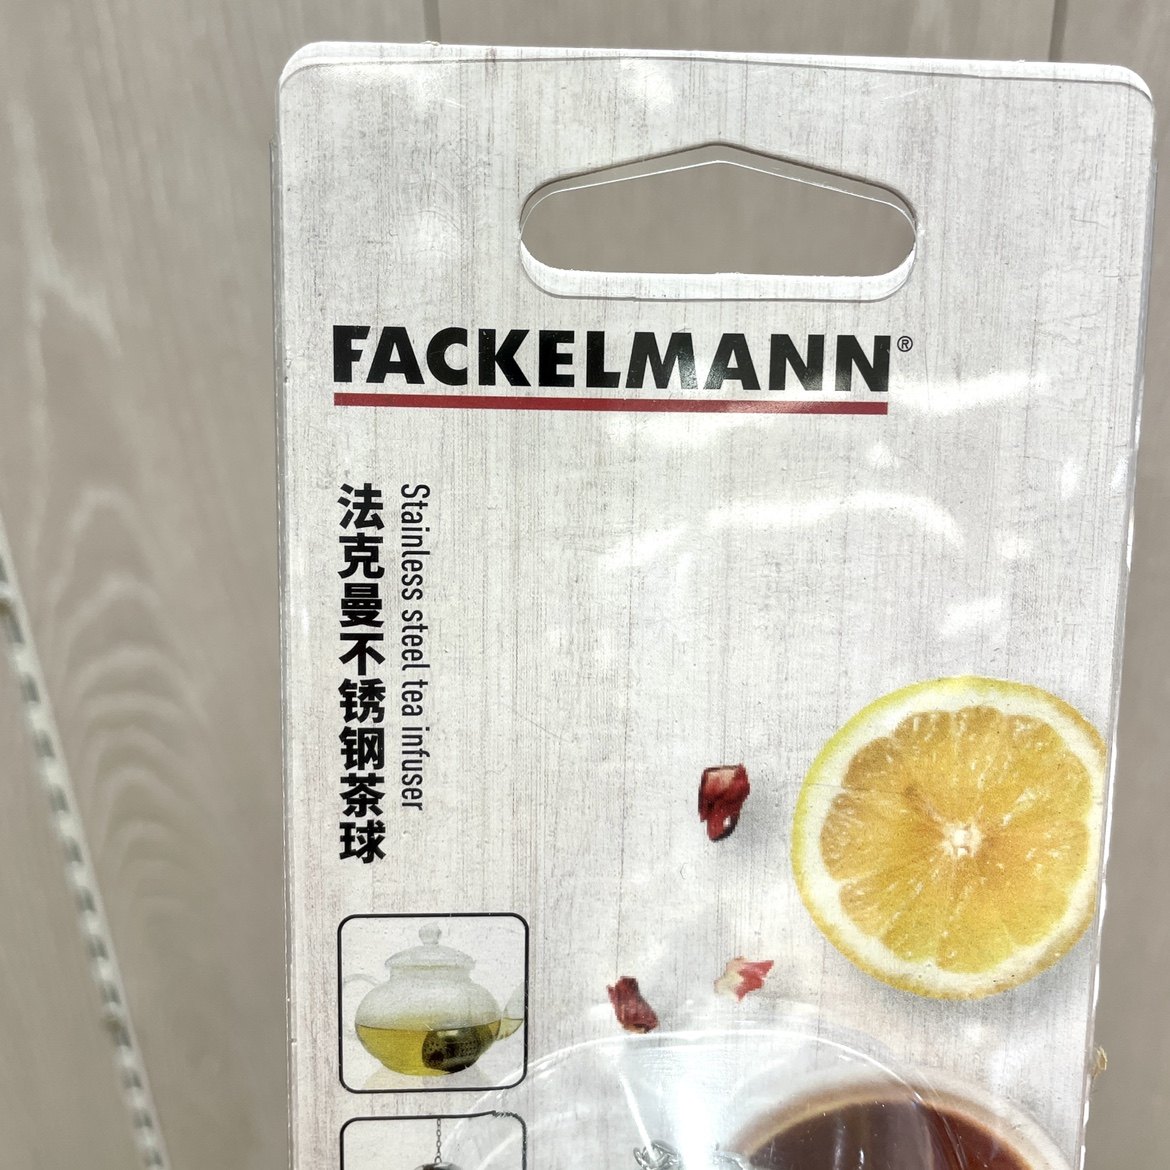 FACKELMANN®
法克曼不锈钢茶球
Stainless steel tea infuser